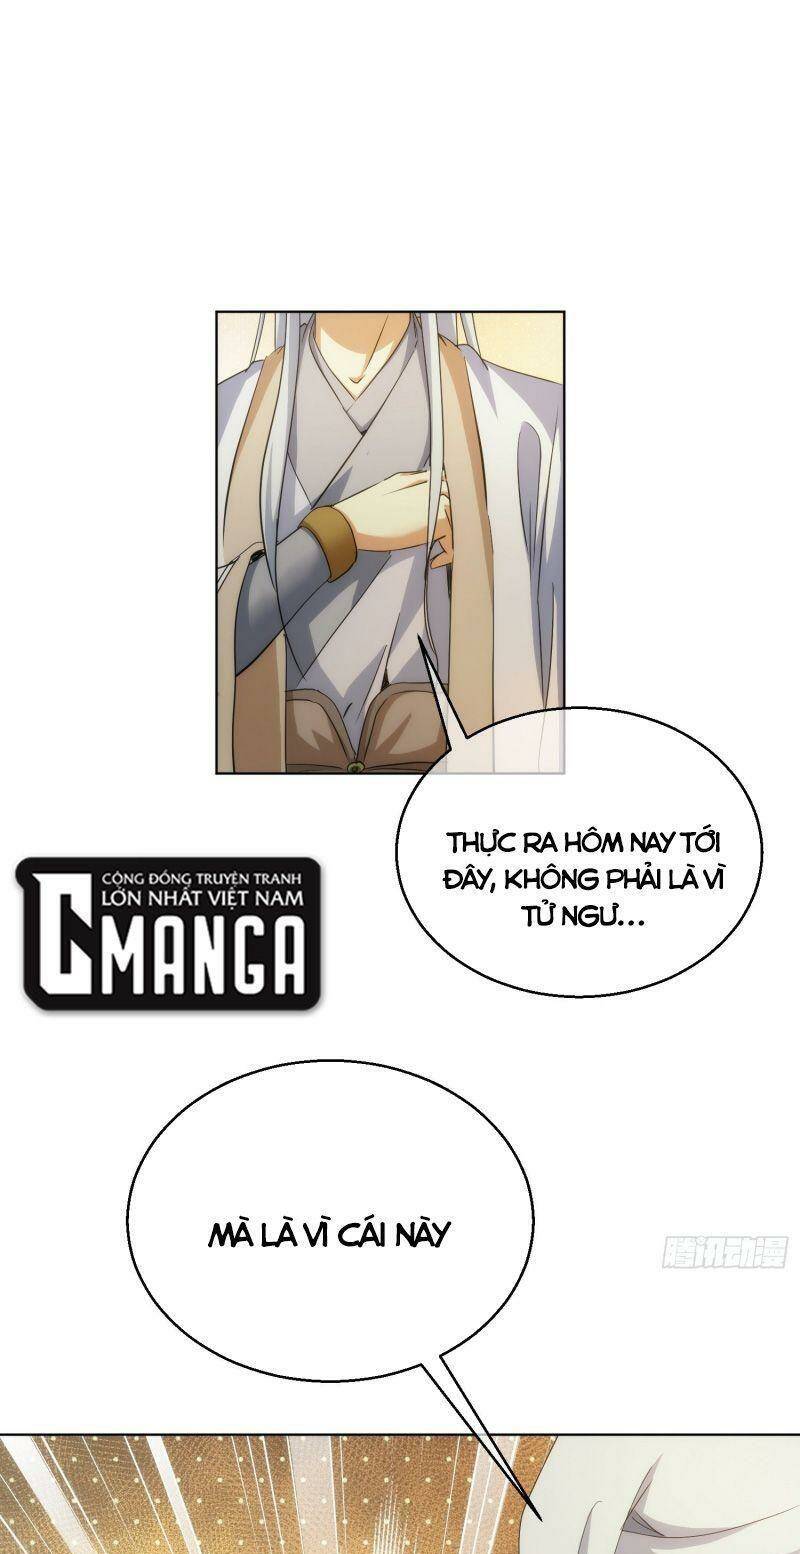 THỰC RA HÔM NAY TỚI
ĐÂY, KHÔNG PHẢI LÀ VÌ
TỬ NGƯ...
CỘNG ĐỒNG TRUYỆN TRANH
LỚN NHẤT VIỆT NAM
CMANGA
MÀ LÀ VÌ CÁI NÀY
腾讯动漫